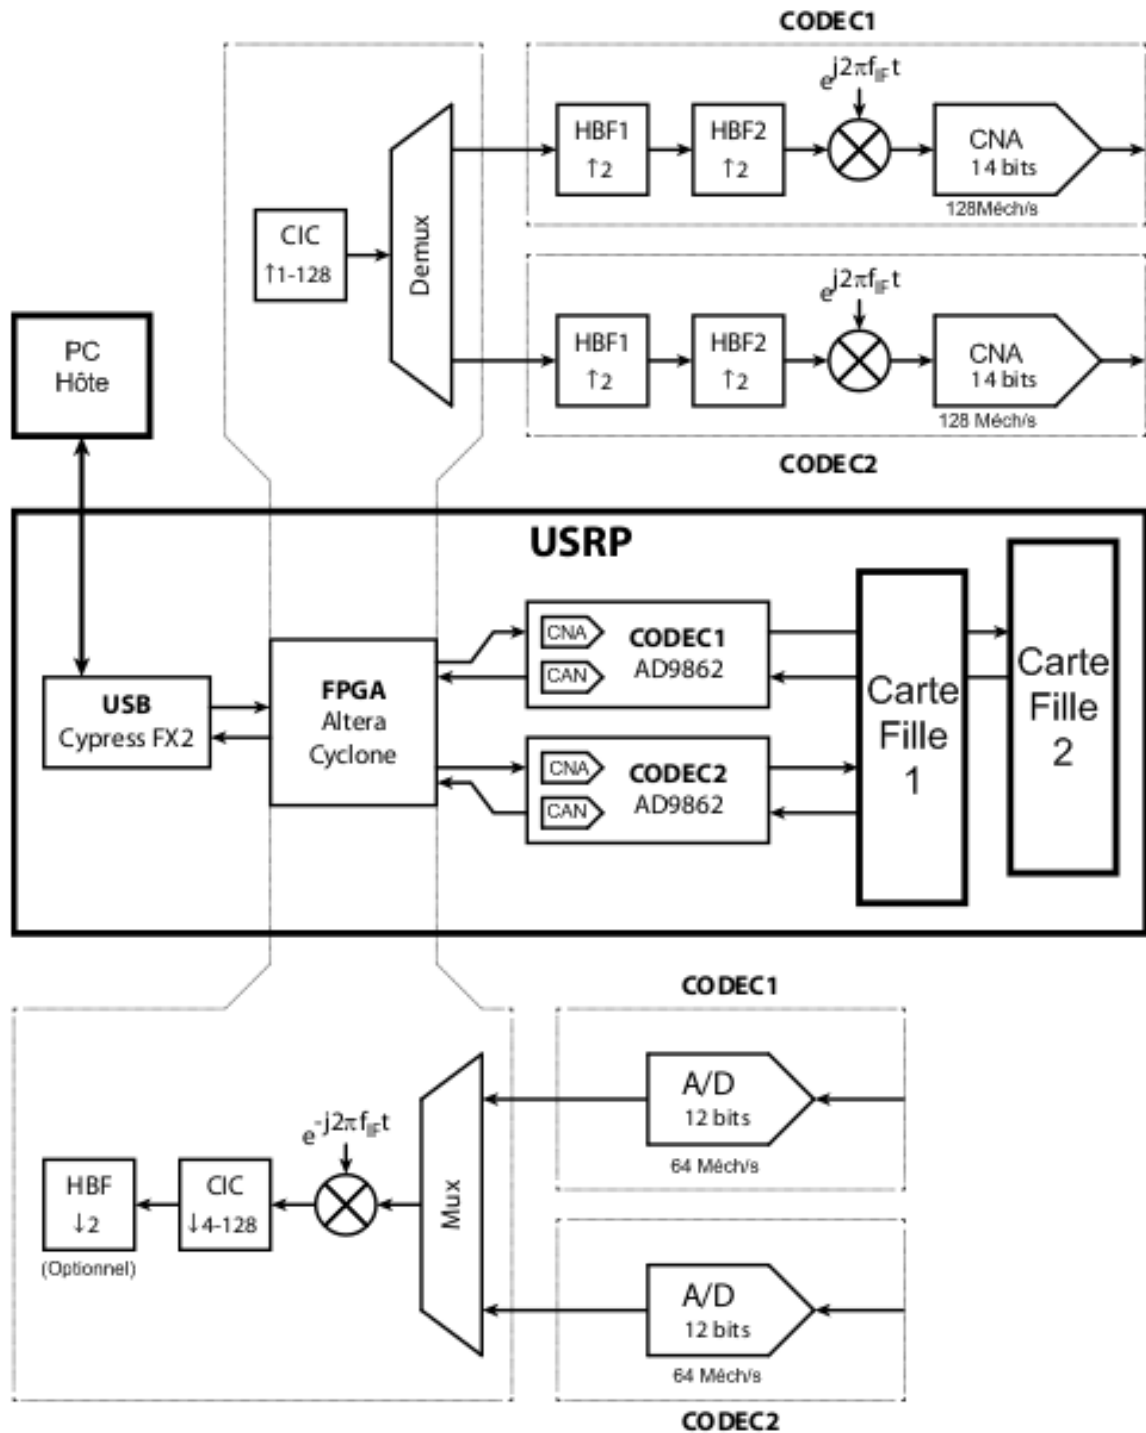 CODEC1
e^j2πf_IF t
HBF1
↑2
HBF2
↑2
CNA
14 bits
128Méch/s
CIC
↑1-128
Demux
e^j2πf_IF t
HBF1
↑2
HBF2
↑2
CNA
14 bits
128 Méch/s
CODEC2
PC
Hôte
USRP
USB
Cypress FX2
FPGA
Altera
Cyclone
CNA
CAN
CODEC1
AD9862
CNA
CAN
CODEC2
AD9862
Carte
Fille
1
Carte
Fille
2
CODEC1
A/D
12 bits
64 Méch/s
e^-j2πf_IF t
HBF
↓2
(Optionnel)
CIC
↓4-128
Mux
A/D
12 bits
64 Méch/s
CODEC2